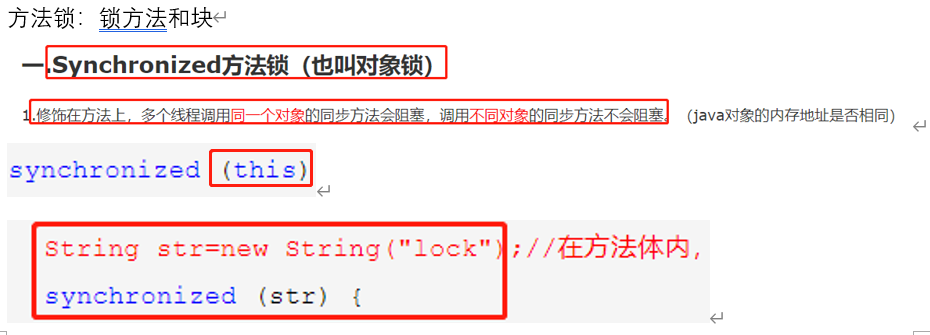 方法锁：锁方法和块
一.Synchronized方法锁（也叫对象锁）
1.修饰在方法上，多个线程调用同一个对象的同步方法会阻塞，调用不同对象的同步方法不会阻塞。（java对象的内存地址是否相同）
synchronized (this)
String str=new String("lock");//在方法体内，
synchronized (str) {